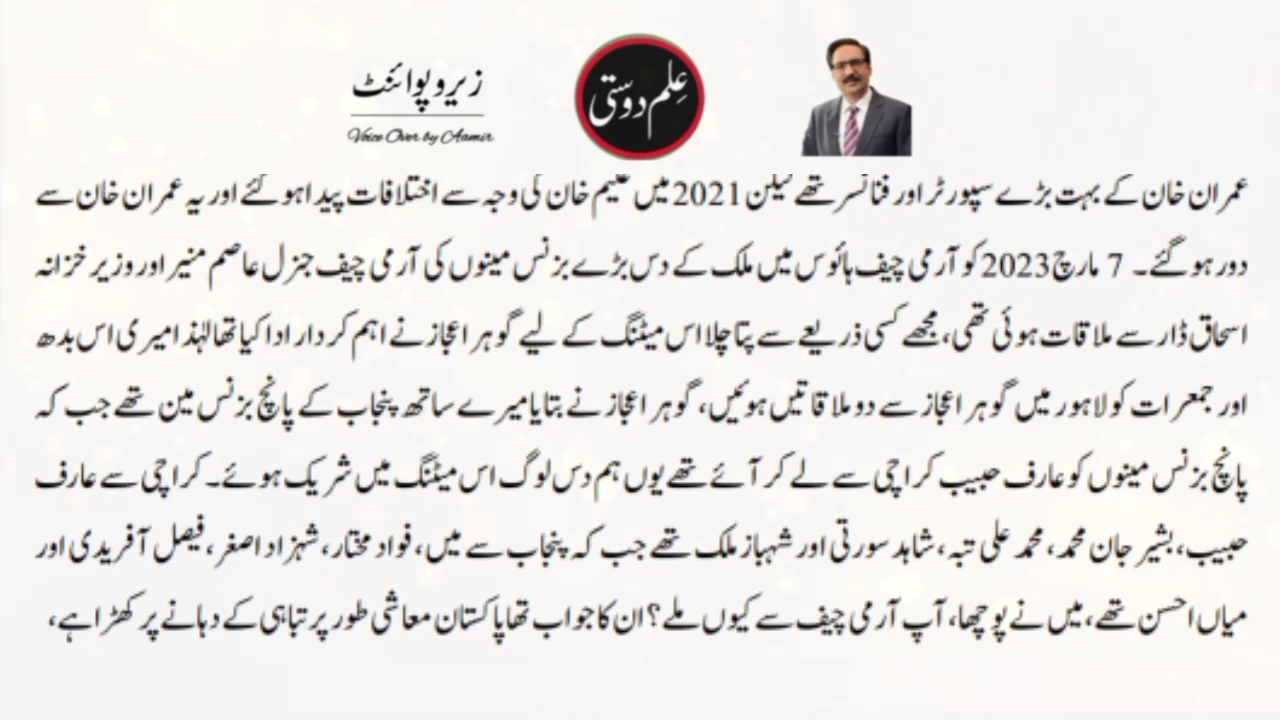 زیرو پوائنٹ
Voice Over by Aamir
علم دوستی
عمران خان کے بہت بڑے سپورٹر اور فنانسر تھے لیکن 2021 میں علیم خان کی وجہ سے اختلافات پیدا ہو گئے اور یہ عمران خان سے
دور ہو گئے۔ 7 مارچ 2023 کو آرمی چیف ہائوس میں ملک کے دس بڑے بزنس مینوں کی آرمی چیف جنرل عاصم منیر اور وزیر خزانہ
اسحاق ڈار سے ملاقات ہوئی تھی، مجھے کسی ذریعے سے پتا چلا اس میٹنگ کے لیے گوہر اعجاز نے اہم کردار ادا کیا تھا لہٰذا میری اس بدھ
اور جمعرات کو لاہور میں گوہر اعجاز سے دو ملاقاتیں ہوئیں، گوہر اعجاز نے بتایا میرے ساتھ پنجاب کے پانچ بزنس مین تھے جب کہ
پانچ بزنس مینوں کو عارف حبیب کراچی سے لے کر آئے تھے یوں ہم دس لوگ اس میٹنگ میں شریک ہوئے۔ کراچی سے عارف
حبیب، بشیر جان محمد، محمد علی تبہ، شاہد سورتی اور شہباز ملک تھے جب کہ پنجاب سے میں، فواد مختار، شہزاد اصغر، فیصل آفریدی اور
میاں احسن تھے، میں نے پوچھا، آپ آرمی چیف سے کیوں ملے؟ ان کا جواب تھا پاکستان معاشی طور پر تباہی کے دہانے پر کھڑا ہے،